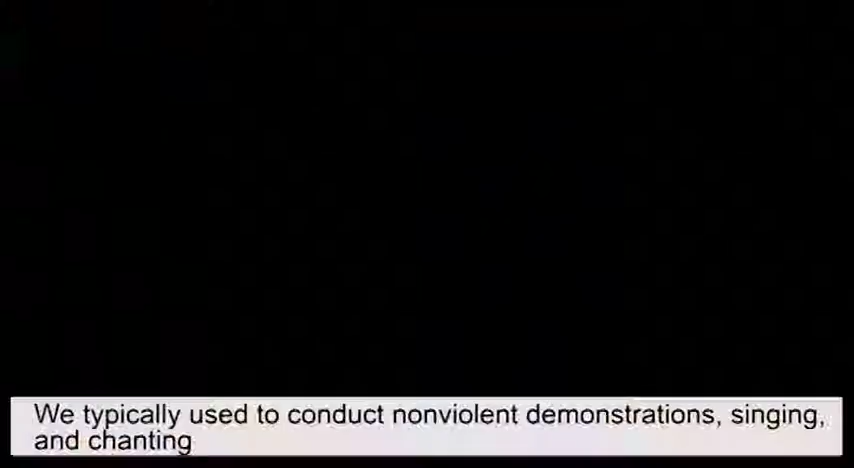 We typically used to conduct nonviolent demonstrations, singing,
and chanting